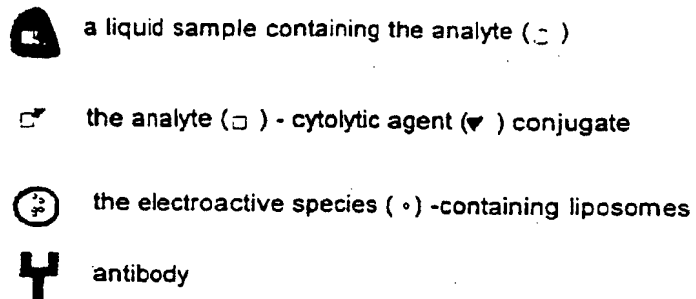 a liquid sample containing the analyte (□)
the analyte (□) - cytolytic agent (▼) conjugate
the electroactive species (∘) -containing liposomes
antibody